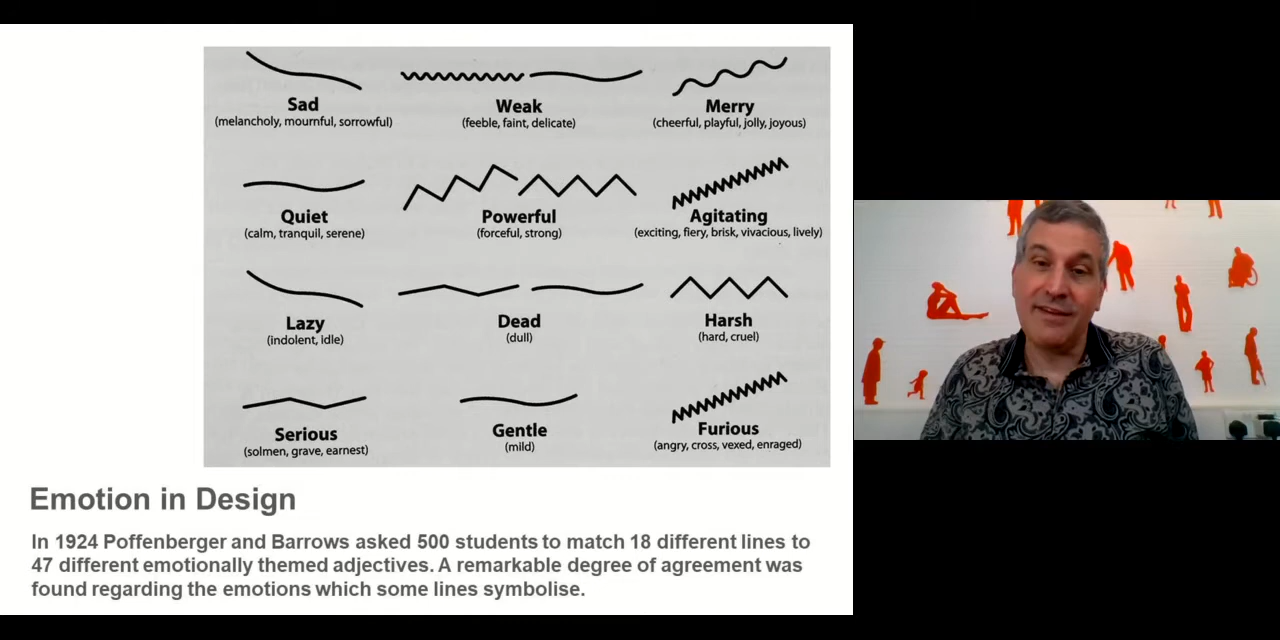 Sad
(melancholy, mournful, sorrowful)
Weak
(feeble, faint, delicate)
Merry
(cheerful, playful, jolly, joyous)
Quiet
(calm, tranquil, serene)
Powerful
(forceful, strong)
Agitating
(exciting, fiery, brisk, vivacious, lively)
Lazy
(indolent, idle)
Dead
(dull)
Harsh
(hard, cruel)
Serious
(solmen, grave, earnest)
Gentle
(mild)
Furious
(angry, cross, vexed, enraged)
Emotion in Design
In 1924 Poffenberger and Barrows asked 500 students to match 18 different lines to
47 different emotionally themed adjectives. A remarkable degree of agreement was
found regarding the emotions which some lines symbolise.